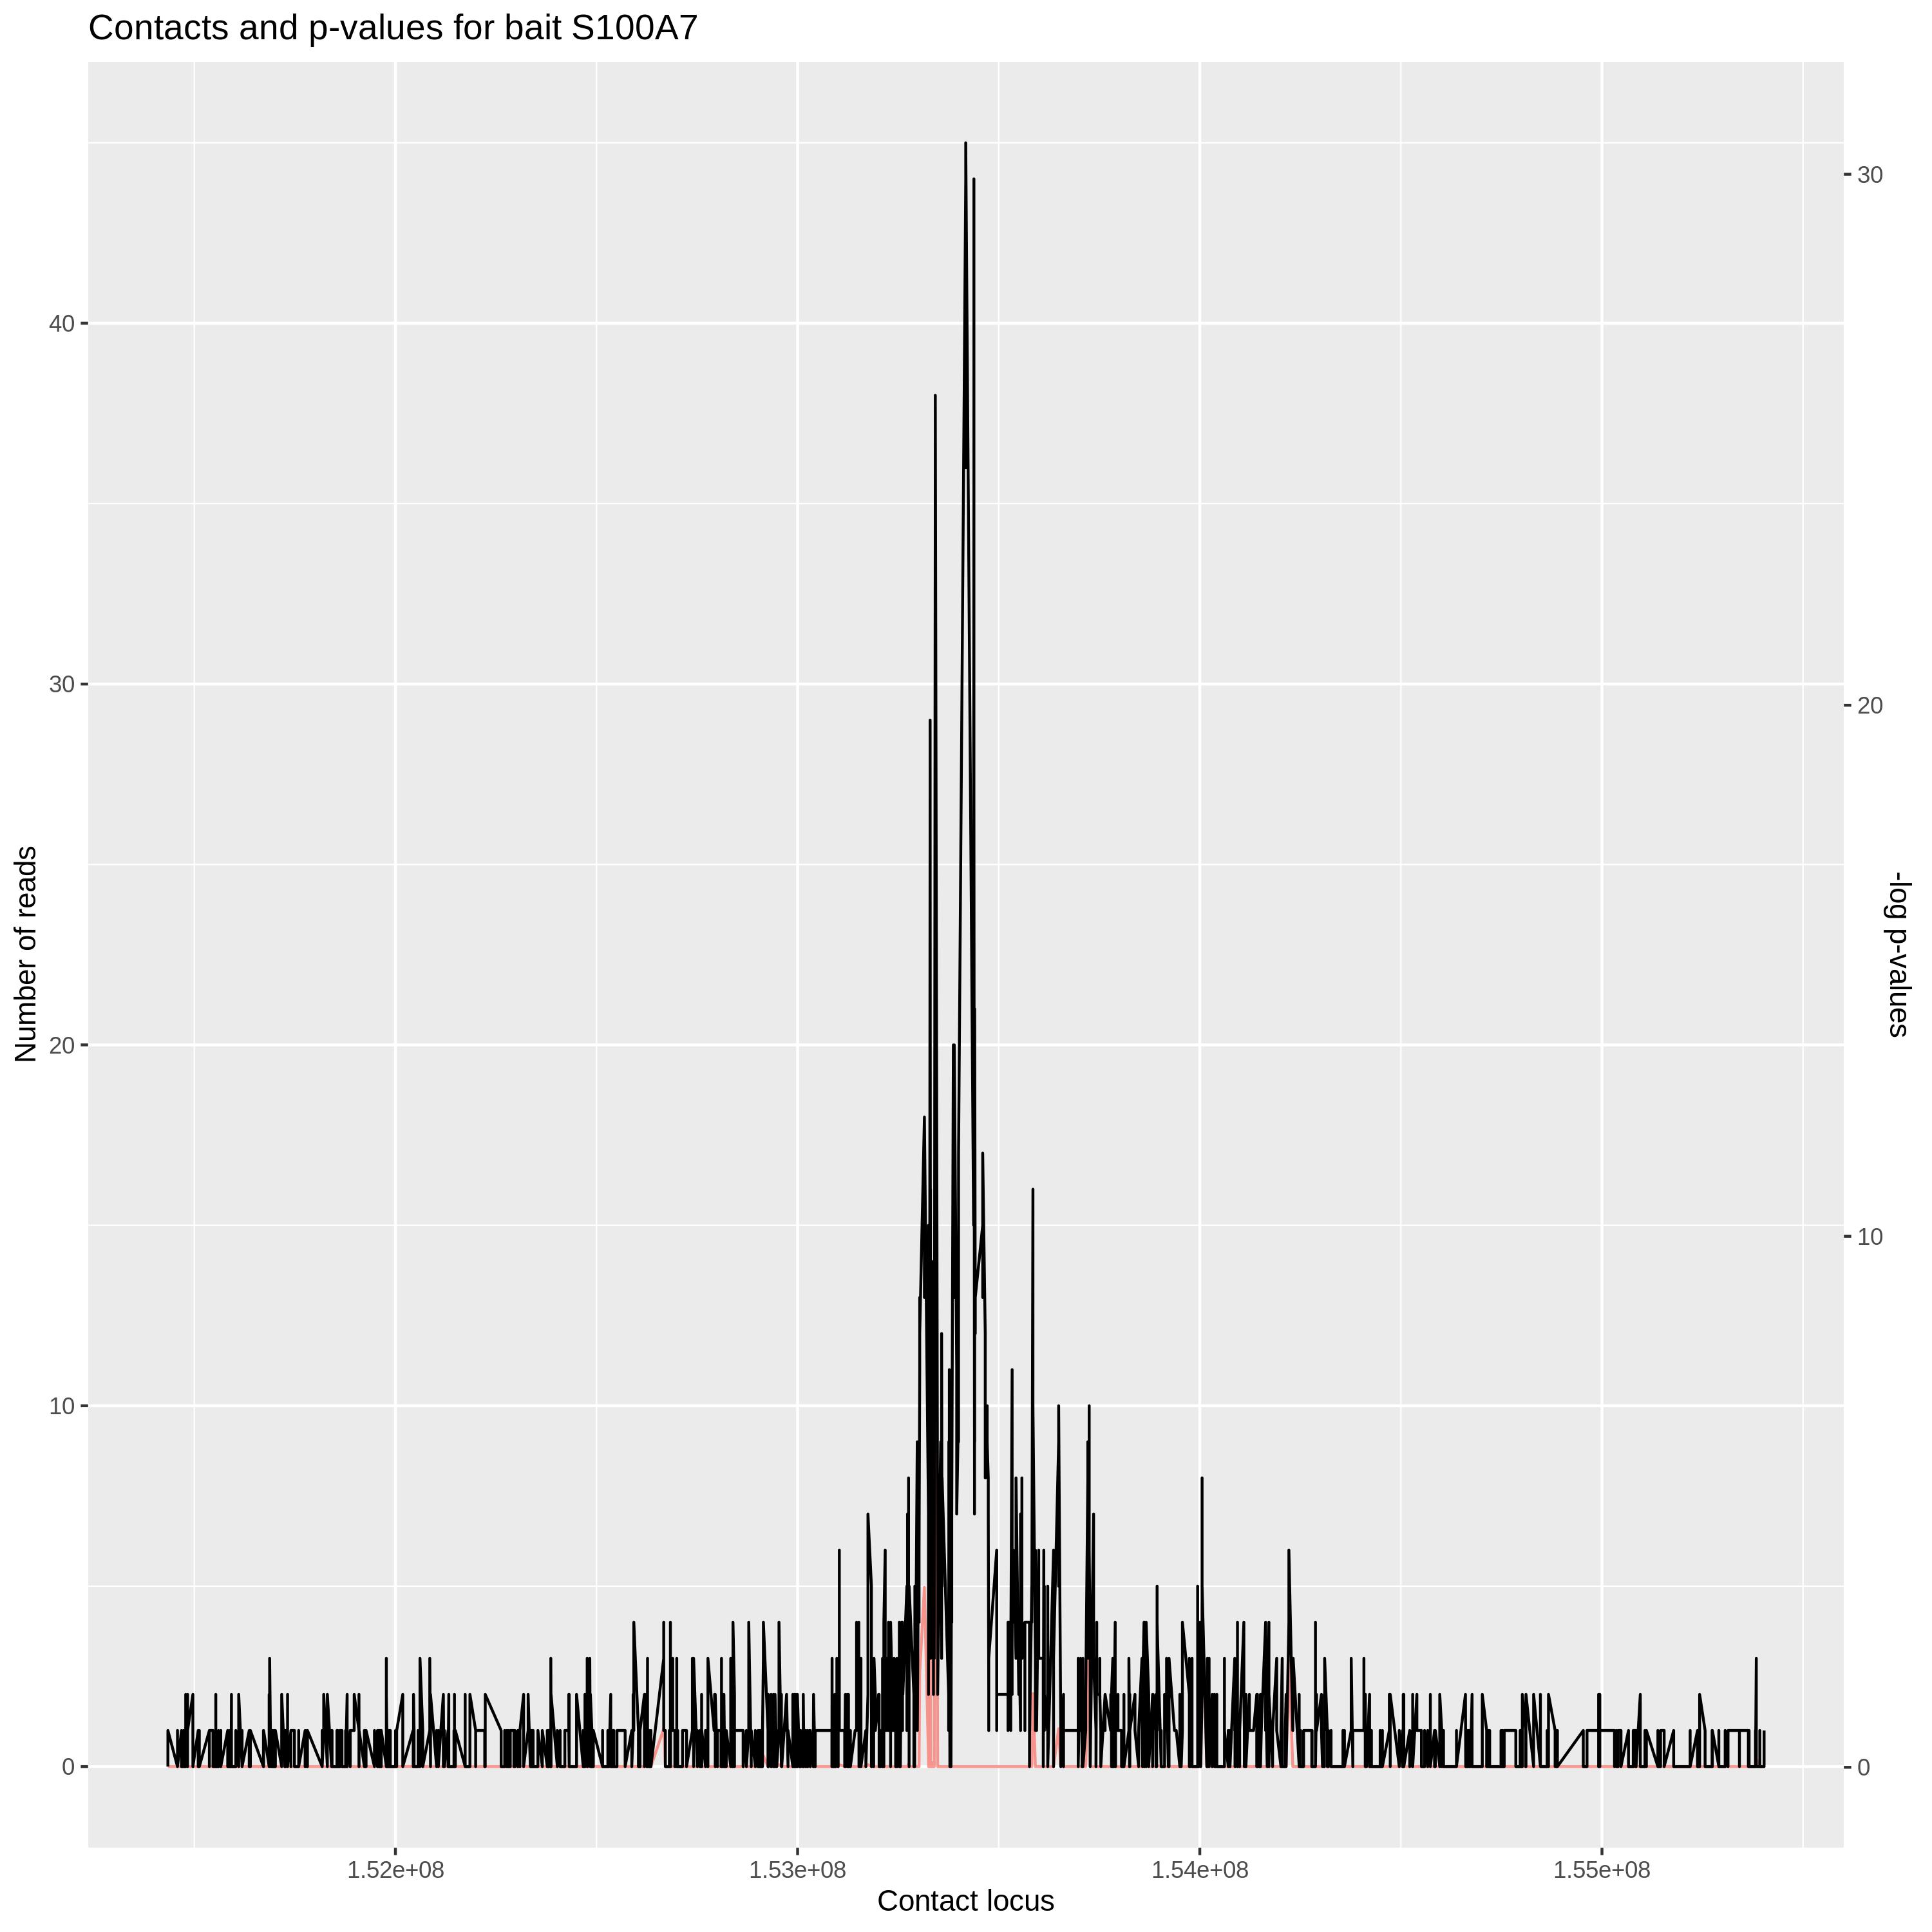 Contacts and p-values for bait S100A7
40
30
20
10
0
30
20
10
0
Number of reads
-log p-values
1.52e+08 1.53e+08 1.54e+08 1.55e+08
Contact locus